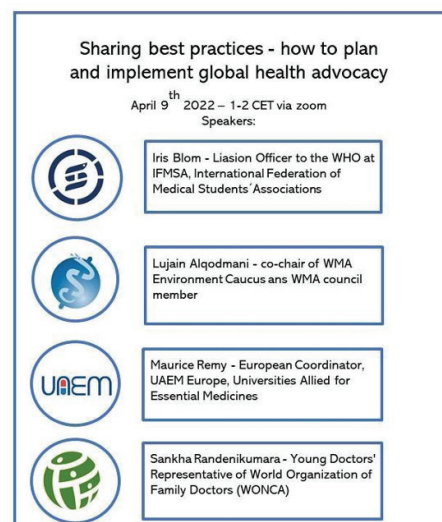 Sharing best practices - how to plan
and implement global health advocacy
April 9th 2022 – 1-2 CET via zoom
Speakers:
Iris Blom - Liasion Officer to the WHO at
IFMSA, International Federation of
Medical Students´Associations
Lujain Alqodmani - co-chair of WMA
Environment Caucus ans WMA council
member
UAEM
Maurice Remy - European Coordinator,
UAEM Europe, Universities Allied for
Essential Medicines
Sankha Randenikumara - Young Doctors'
Representative of World Organization of
Family Doctors (WONCA)